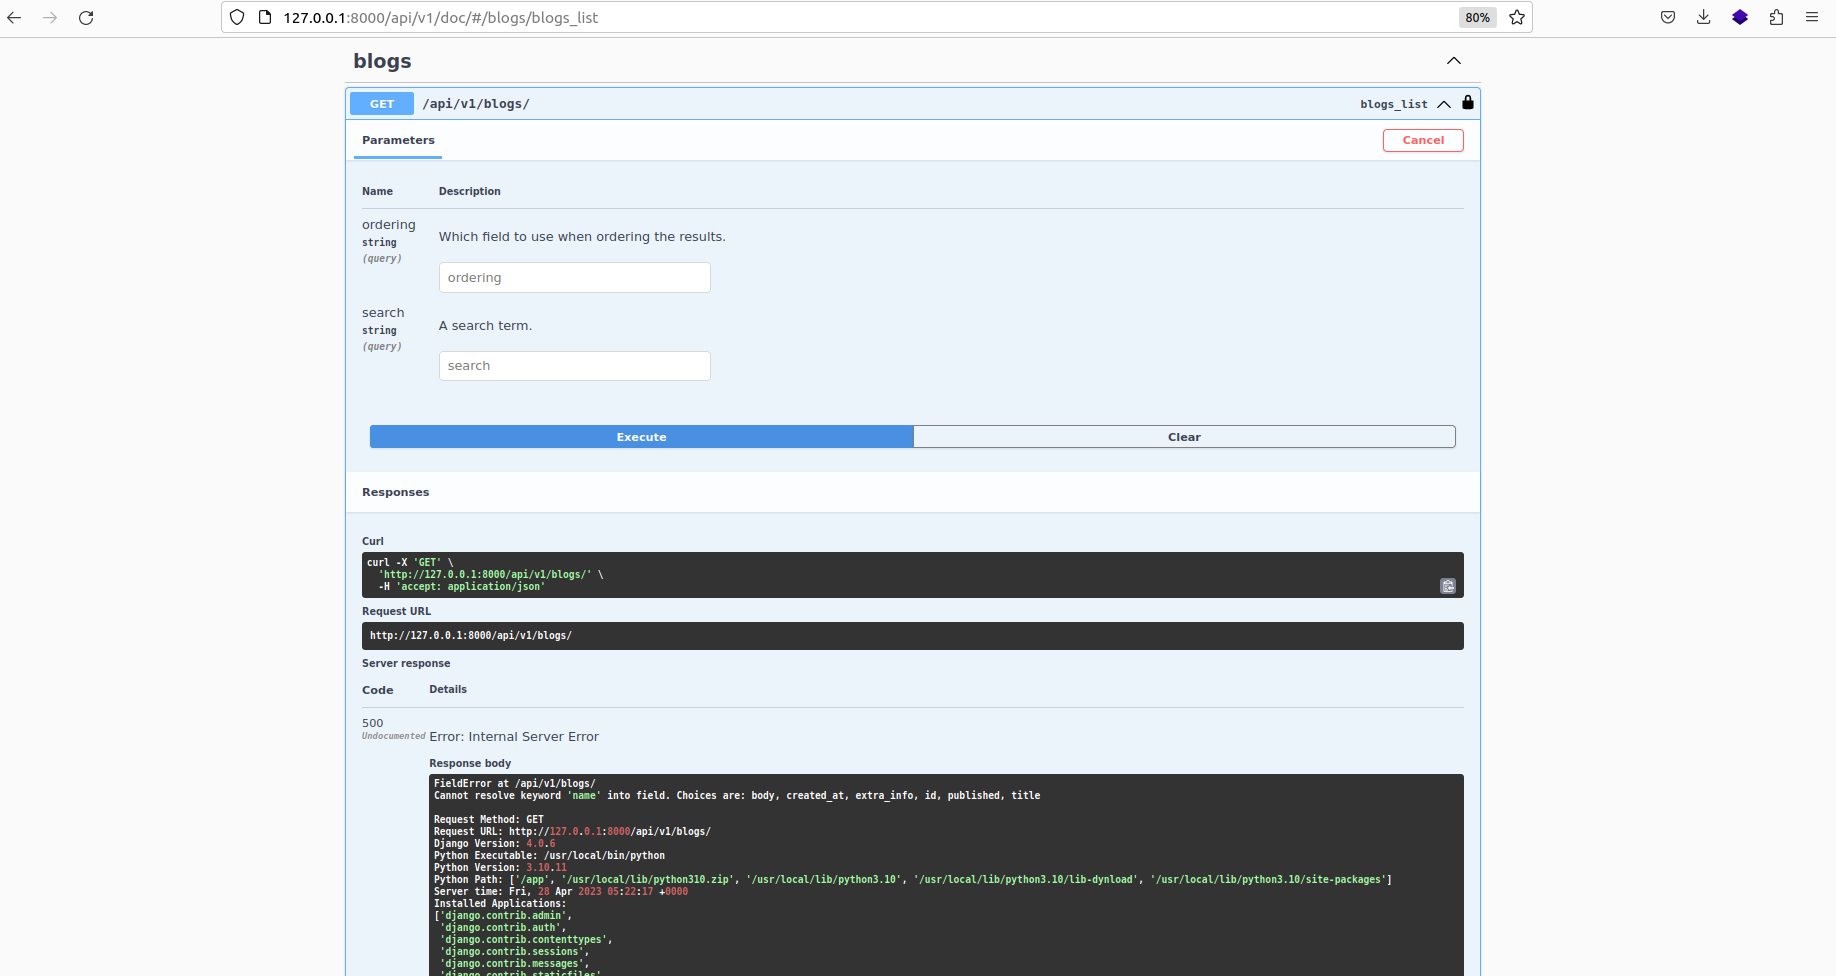 127.0.0.1:8000/api/v1/doc/#/blogs/blogs_list 80%
blogs
GET /api/v1/blogs/ blogs_list
Parameters Cancel
Name Description
ordering
string
(query)
Which field to use when ordering the results.
ordering
search
string
(query)
A search term.
search
Execute Clear
Responses
Curl
curl -X 'GET' \
'http://127.0.0.1:8000/api/v1/blogs/' \
-H 'accept: application/json'
Request URL
http://127.0.0.1:8000/api/v1/blogs/
Server response
Code Details
500
Undocumented
Error: Internal Server Error
Response body
FieldError at /api/v1/blogs/
Cannot resolve keyword 'name' into field. Choices are: body, created_at, extra_info, id, published, title
Request Method: GET
Request URL: http://127.0.0.1:8000/api/v1/blogs/
Django Version: 4.0.6
Python Executable: /usr/local/bin/python
Python Version: 3.10.11
Python Path: ['/app', '/usr/local/lib/python310.zip', '/usr/local/lib/python3.10', '/usr/local/lib/python3.10/lib-dynload', '/usr/local/lib/python3.10/site-packages']
Server time: Fri, 28 Apr 2023 05:22:17 +0000
Installed Applications:
['django.contrib.admin',
'django.contrib.auth',
'django.contrib.contenttypes',
'django.contrib.sessions',
'django.contrib.messages',
'django.contrib.staticfiles'